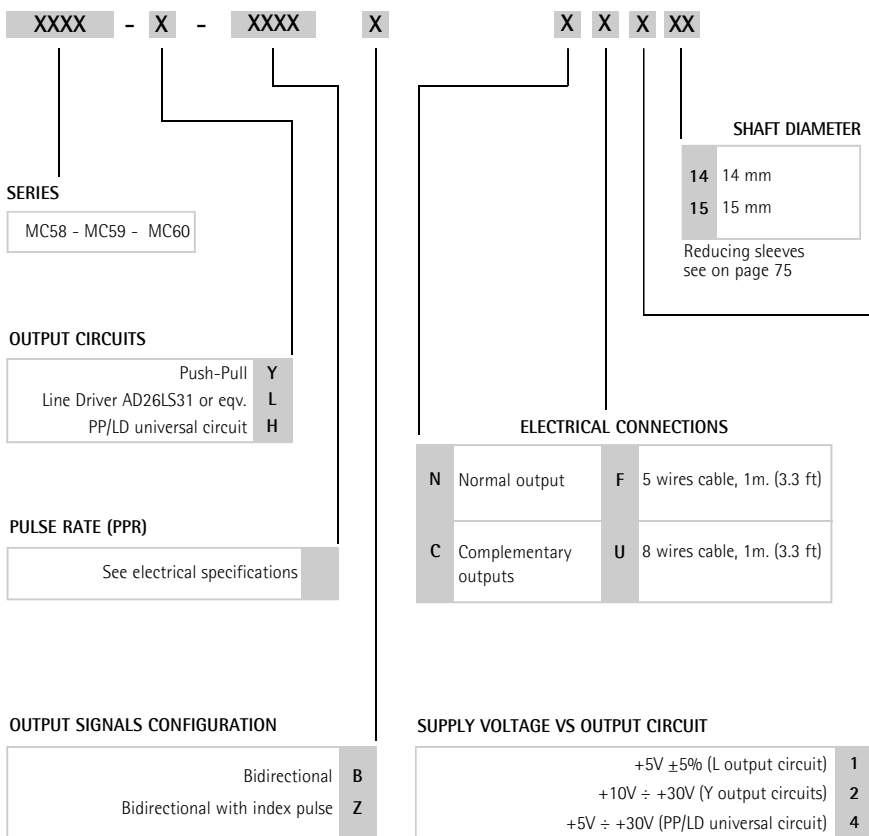 XXXX - X - XXXX X X X X XX
SHAFT DIAMETER
14 14 mm
15 15 mm
Reducing sleeves
see on page 75
SERIES
MC58 - MC59 - MC60
OUTPUT CIRCUITS
Push-Pull Y
Line Driver AD26LS31 or eqv. L
PP/LD universal circuit H
ELECTRICAL CONNECTIONS
N Normal output F 5 wires cable, 1m. (3.3 ft)
C Complementary U 8 wires cable, 1m. (3.3 ft)
outputs
PULSE RATE (PPR)
See electrical specifications
OUTPUT SIGNALS CONFIGURATION
Bidirectional B
Bidirectional with index pulse Z
SUPPLY VOLTAGE VS OUTPUT CIRCUIT
+5V ±5% (L output circuit) 1
+10V ÷ +30V (Y output circuits) 2
+5V ÷ +30V (PP/LD universal circuit) 4